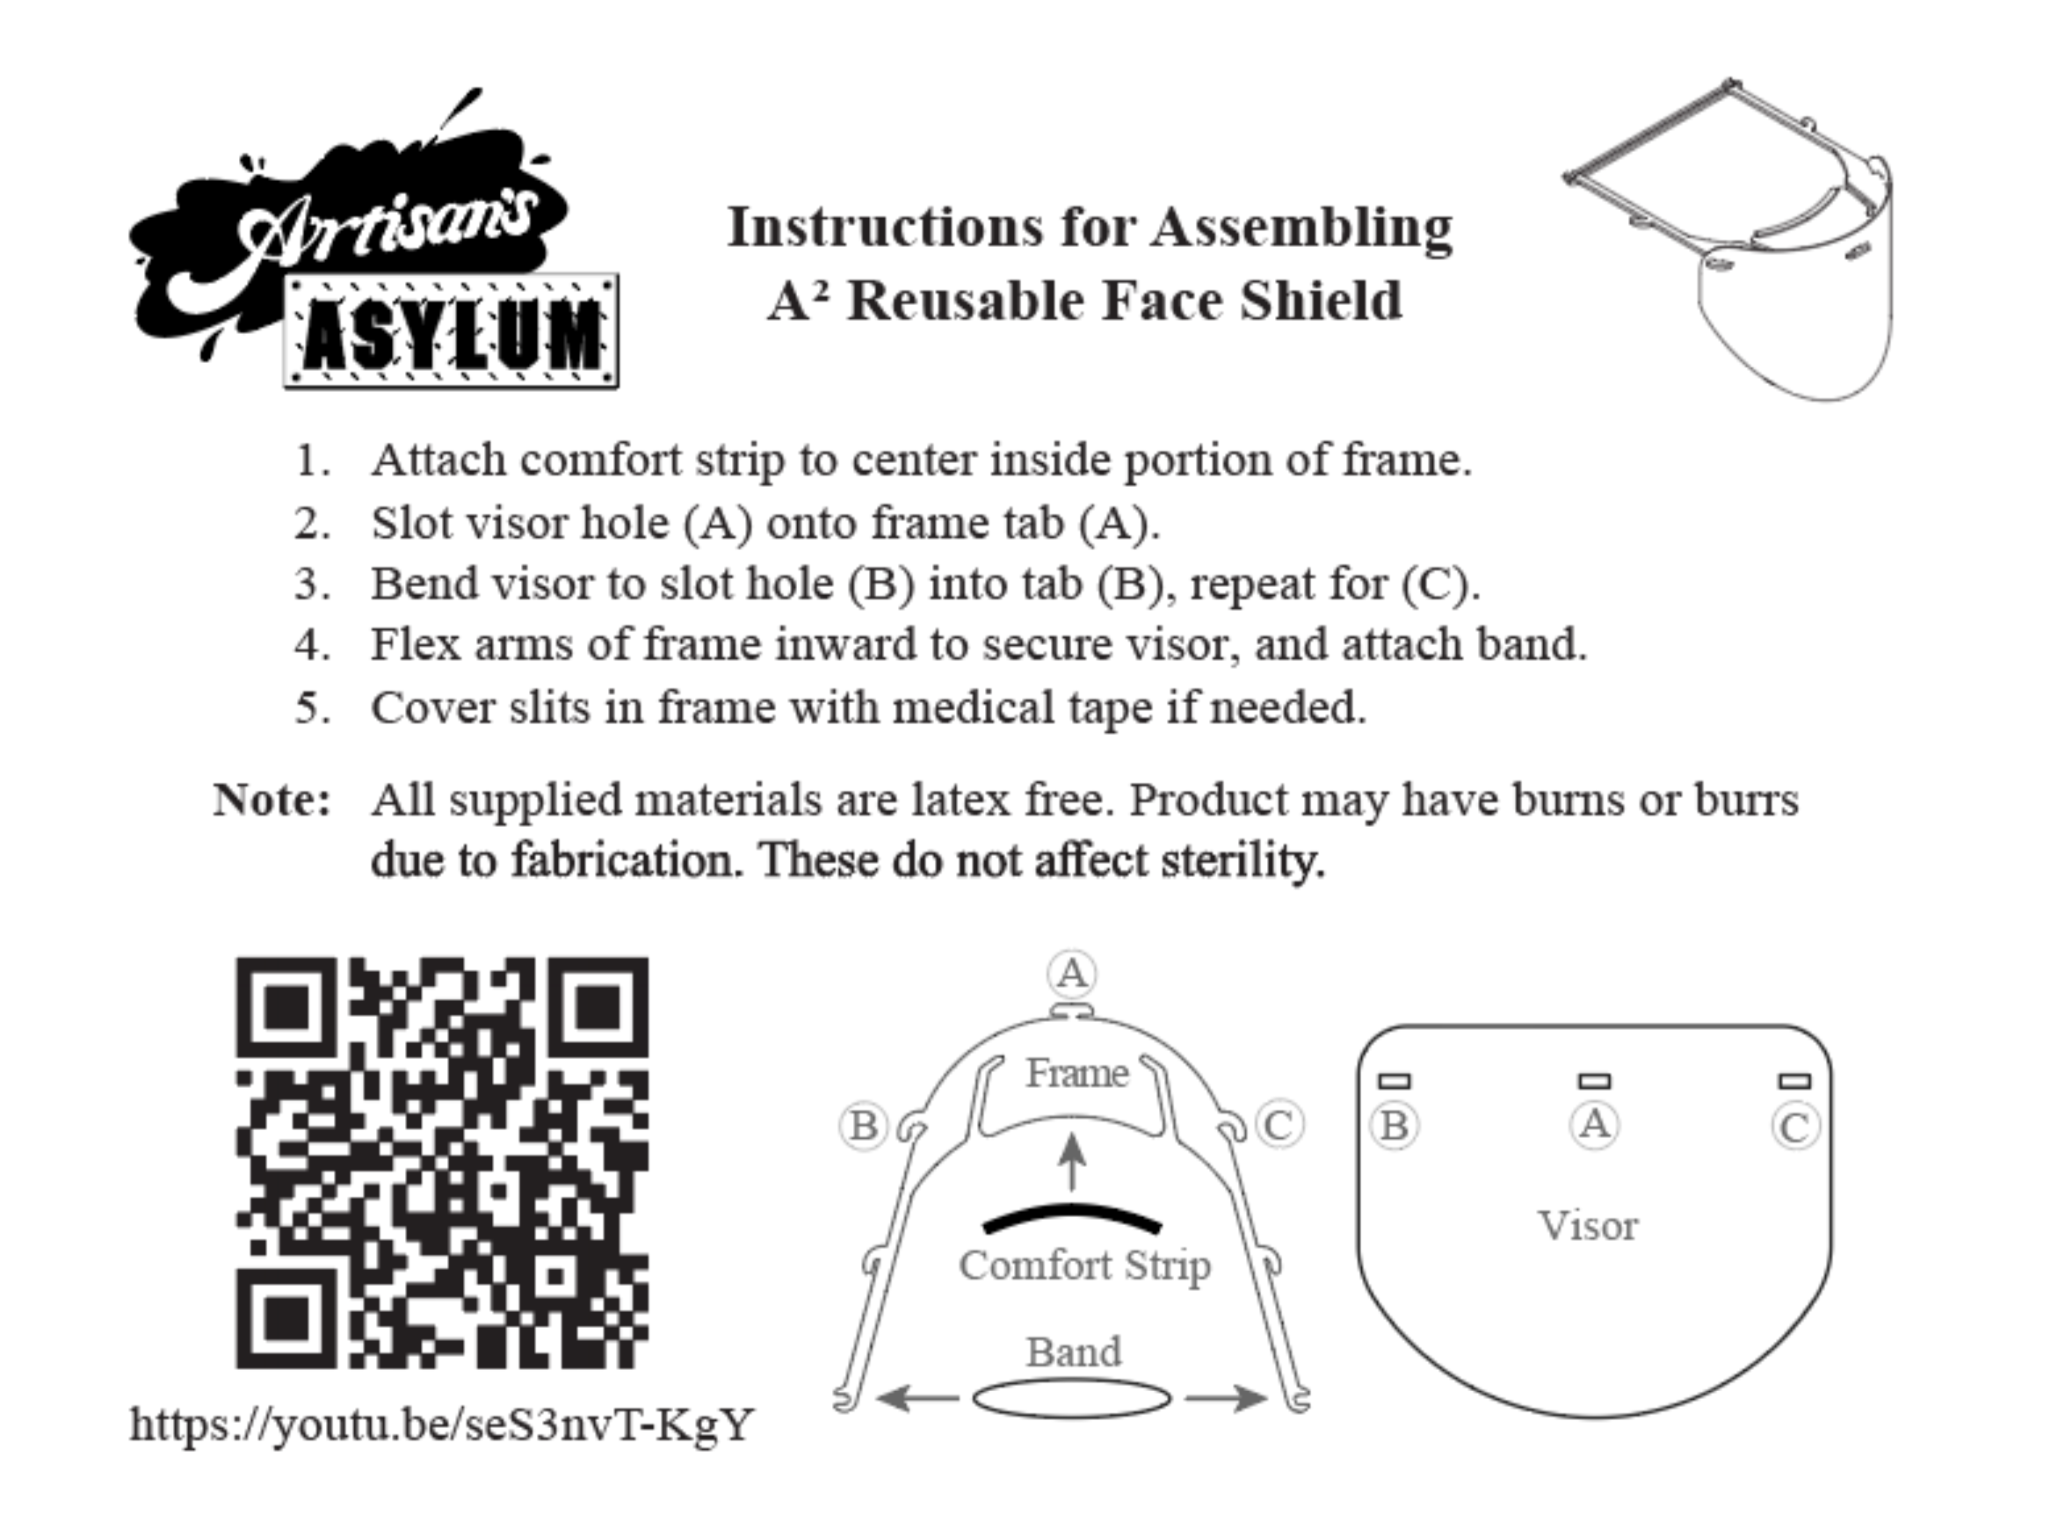 Artisan's
ASYLUM
Instructions for Assembling
A² Reusable Face Shield
1. Attach comfort strip to center inside portion of frame.
2. Slot visor hole (A) onto frame tab (A).
3. Bend visor to slot hole (B) into tab (B), repeat for (C).
4. Flex arms of frame inward to secure visor, and attach band.
5. Cover slits in frame with medical tape if needed.
Note: All supplied materials are latex free. Product may have burns or burrs
due to fabrication. These do not affect sterility.
https://youtu.be/seS3nvT-KgY
A
Frame
B
C
Comfort Strip
Band
B
A
C
Visor